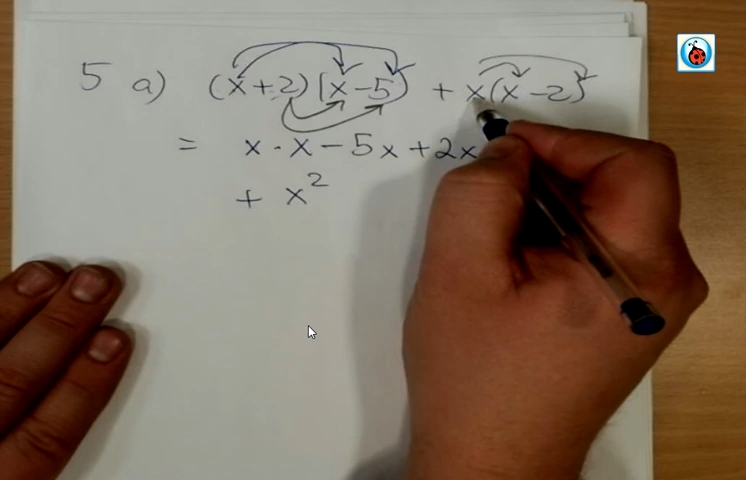 5 a) (x+2)(x-5) + x(x-2)
= x · x - 5x + 2x
+ x²